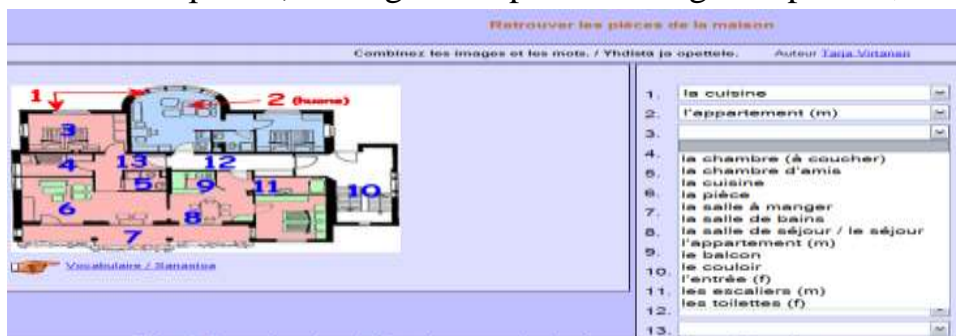 Retrouver les pièces de la maison
Combinez les images et les mots. / Yhdistä ja opettele. Auteur Tarja Virtanen
1 2 (huone)
3
4 13 12
5 9 11 10
6 8
7
Vocabulaire / Sanastoa
1. la cuisine
2. l'appartement (m)
3.
4.
la chambre (à coucher)
5. la chambre d'amis
la cuisine
6. la pièce
7. la salle à manger
la salle de bains
8. la salle de séjour / le séjour
l'appartement (m)
9. le balcon
10. le couloir
l'entrée (f)
11. les escaliers (m)
les toilettes (f)
12.
13.